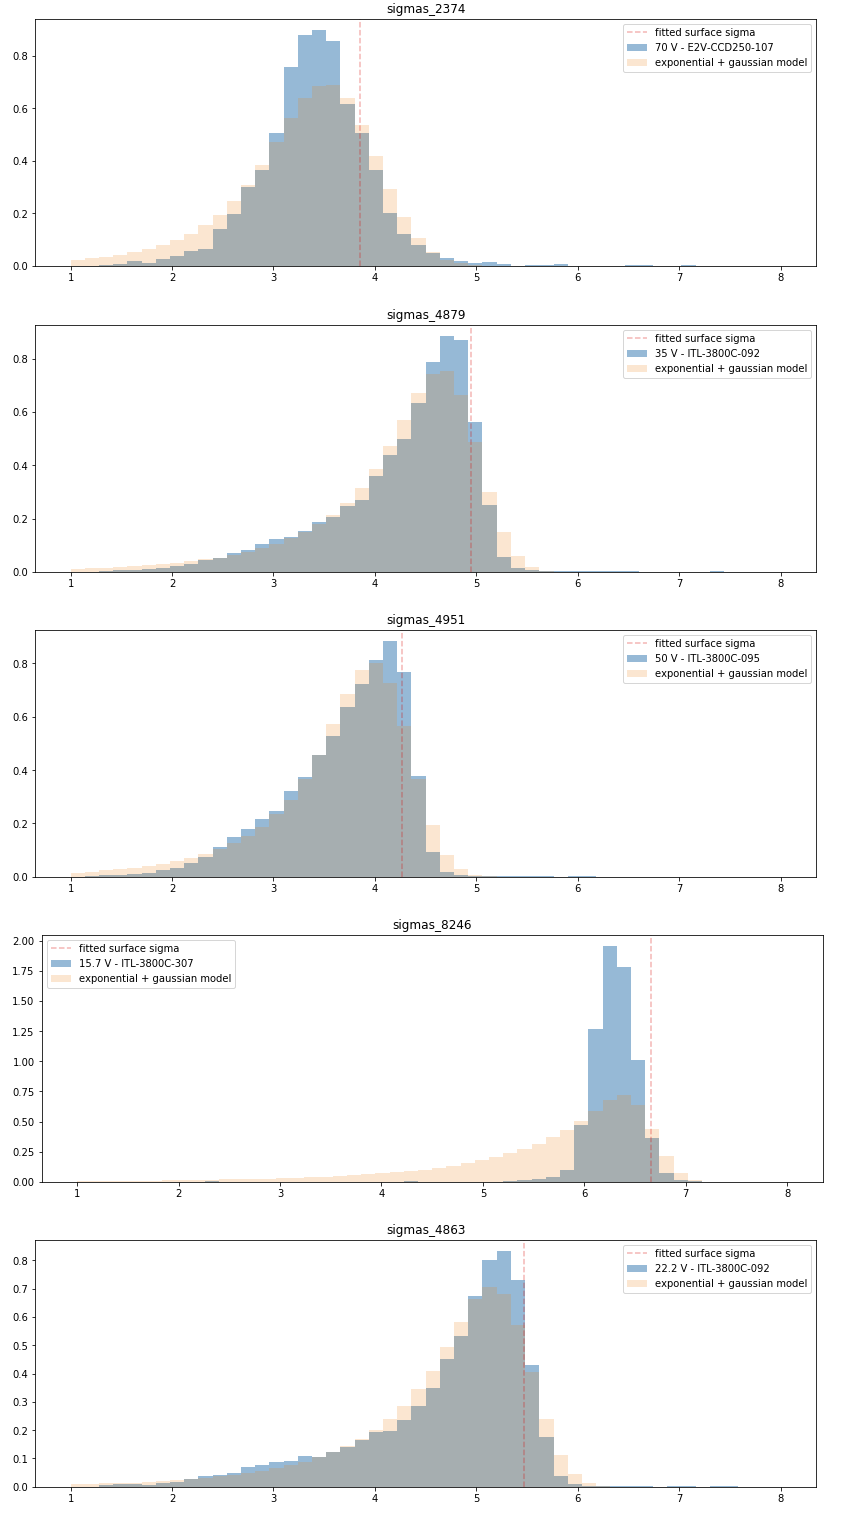 sigmas_2374
fitted surface sigma
70 V - E2V-CCD250-107
exponential + gaussian model
0.8
0.6
0.4
0.2
0.0
1 2 3 4 5 6 7 8
sigmas_4879
fitted surface sigma
35 V - ITL-3800C-092
exponential + gaussian model
0.8
0.6
0.4
0.2
0.0
1 2 3 4 5 6 7 8
sigmas_4951
fitted surface sigma
50 V - ITL-3800C-095
exponential + gaussian model
0.8
0.6
0.4
0.2
0.0
1 2 3 4 5 6 7 8
sigmas_8246
fitted surface sigma
15.7 V - ITL-3800C-307
exponential + gaussian model
2.00
1.75
1.50
1.25
1.00
0.75
0.50
0.25
0.00
1 2 3 4 5 6 7 8
sigmas_4863
fitted surface sigma
22.2 V - ITL-3800C-092
exponential + gaussian model
0.8
0.7
0.6
0.5
0.4
0.3
0.2
0.1
0.0
1 2 3 4 5 6 7 8